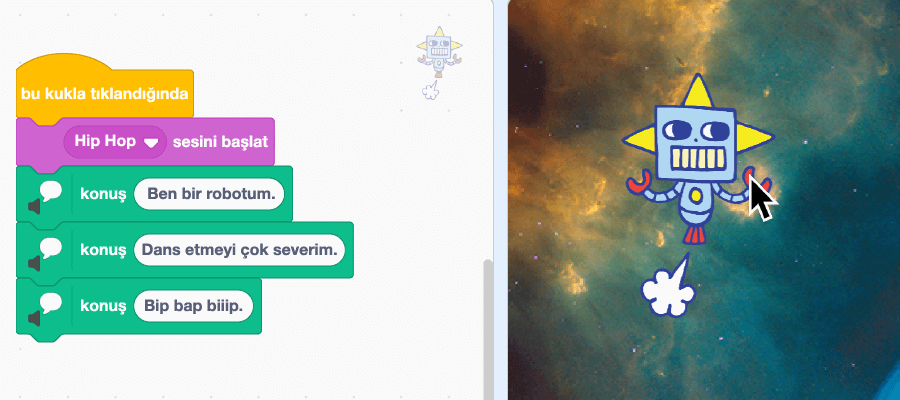 bu kukla tıklandığında
Hip Hop sesini başlat
konuş Ben bir robotum.
konuş Dans etmeyi çok severim.
konuş Bip bap biiip.